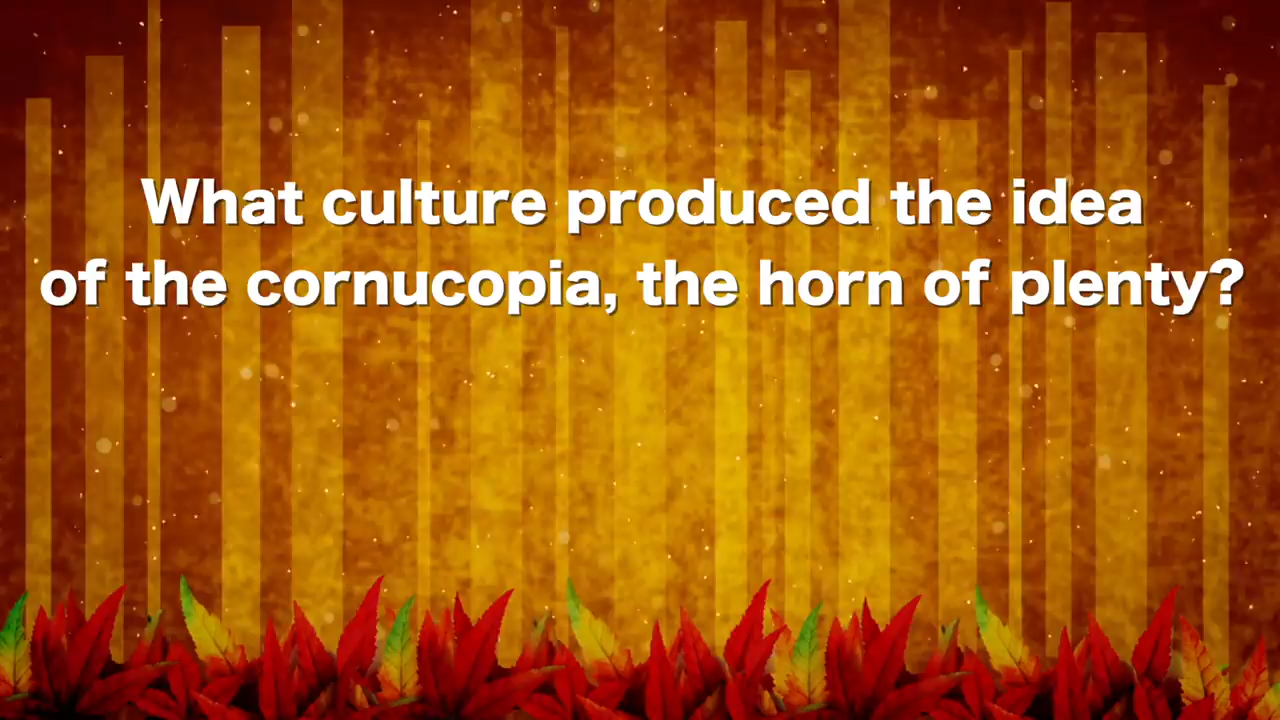 What culture produced the idea
of the cornucopia, the horn of plenty?